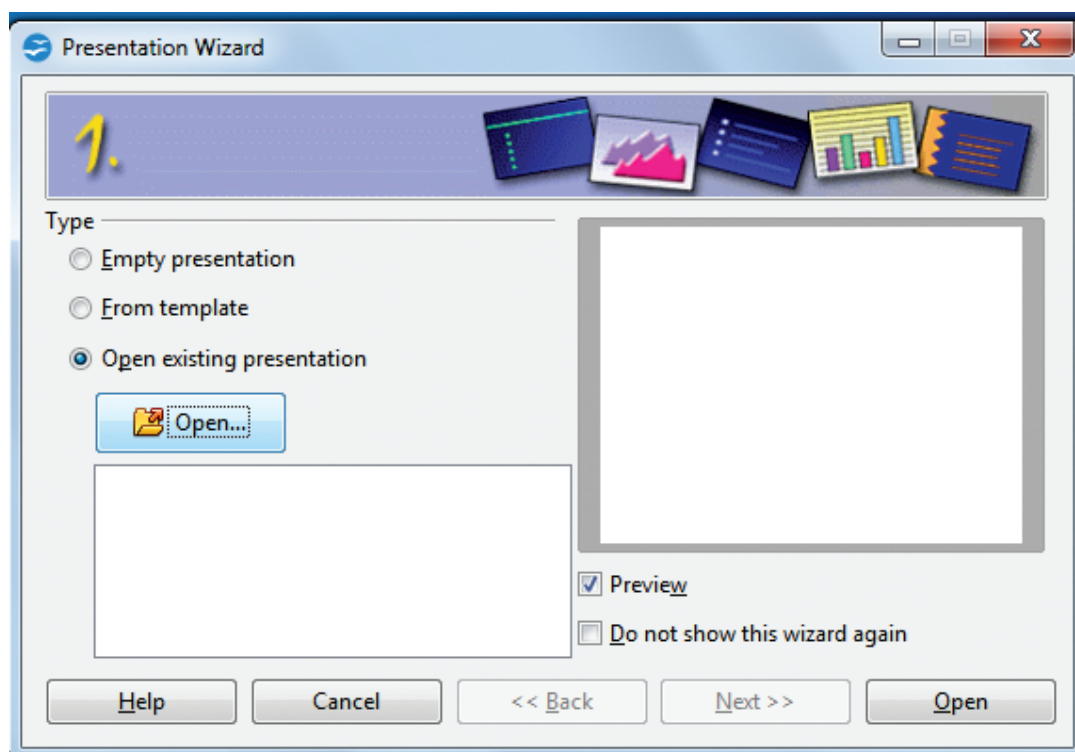 Presentation Wizard
1.
Type
Empty presentation
From template
Open existing presentation
Open...
Preview
Do not show this wizard again
Help
Cancel
<< Back
Next >>
Open